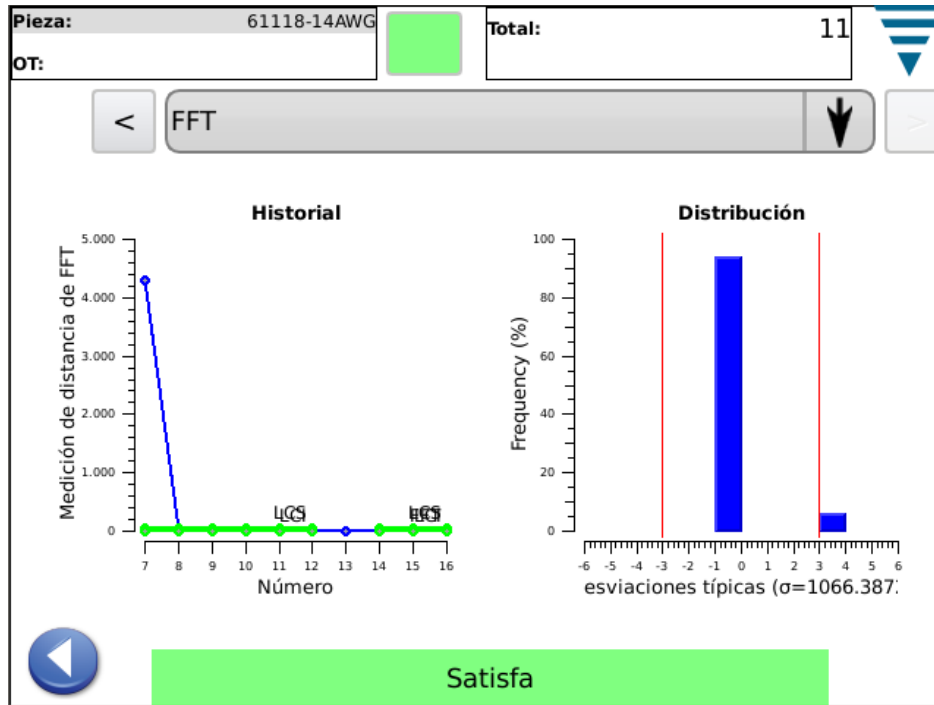 Pieza: 61118-14AWG
OT:
Total: 11
< FFT >
Historial
Medición de distancia de FFT
5.000
4.000
3.000
2.000
1.000
0
LCS
LCI
7 8 9 10 11 12 13 14 15 16
Número
Distribución
Frequency (%)
100
80
60
40
20
0
-6 -5 -4 -3 -2 -1 0 1 2 3 4 5 6
esviaciones típicas (σ=1066.387
Satisfa